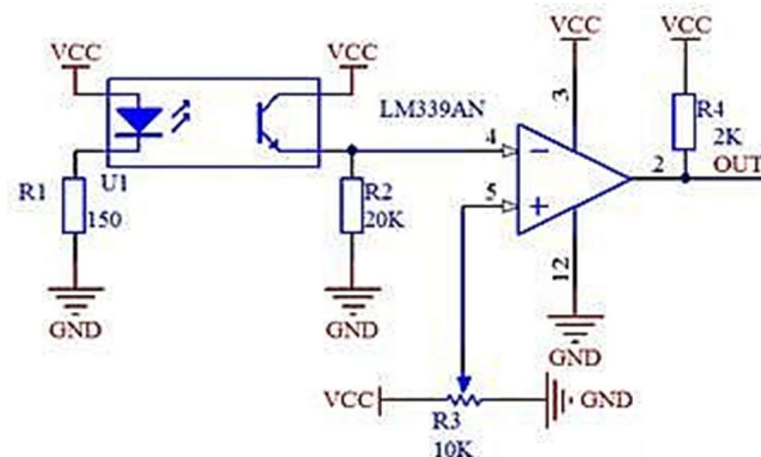 VCC
VCC
VCC
VCC
LM339AN
3
R4
2K
4
−
2
OUT
U1
R1
150
R2
20K
5
+
12
GND
GND
GND
VCC
GND
R3
10K